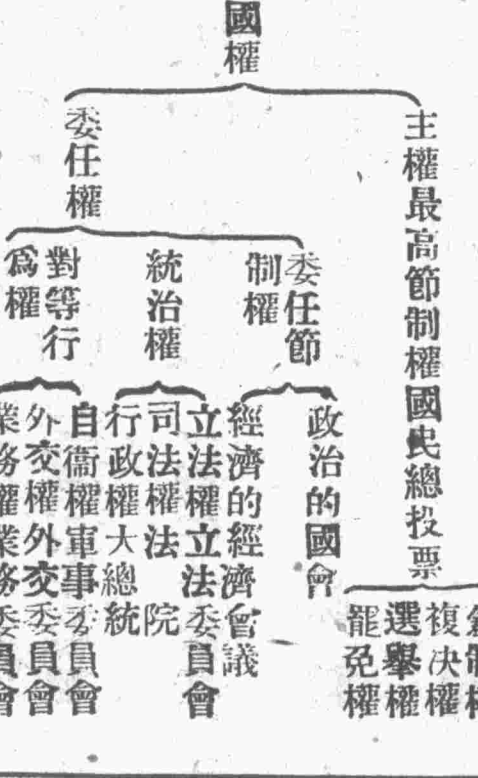 國權
主權最高節制權國民總投票
制權
複决權
選舉權
罷免權
委任權
委任節制權
政治的國會
經濟的經濟會議
統治權
立法權立法委員會
司法權法院
行政權大總統
對等行爲權
自衞權軍事委員會
外交權外交委員會
業務權業務委員會